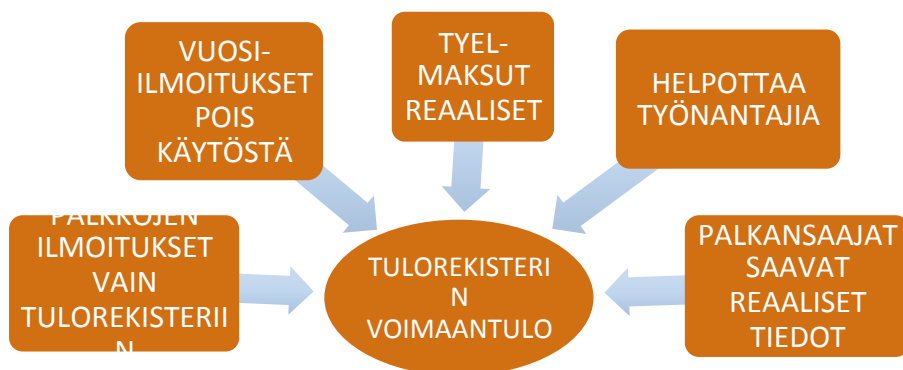 VUOSI-
ILMOITUKSET
POIS
KÄYTÖSTÄ
TYEL-
MAKSUT
REAALISET
HELPOTTAA
TYÖNANTAJIA
PALKKOJEN
ILMOITUKSET
VAIN
TULOREKISTERII
N
TULOREKISTERI
N
VOIMAANTULO
PALKANSAAJAT
SAAVAT
REAALISET
TIEDOT